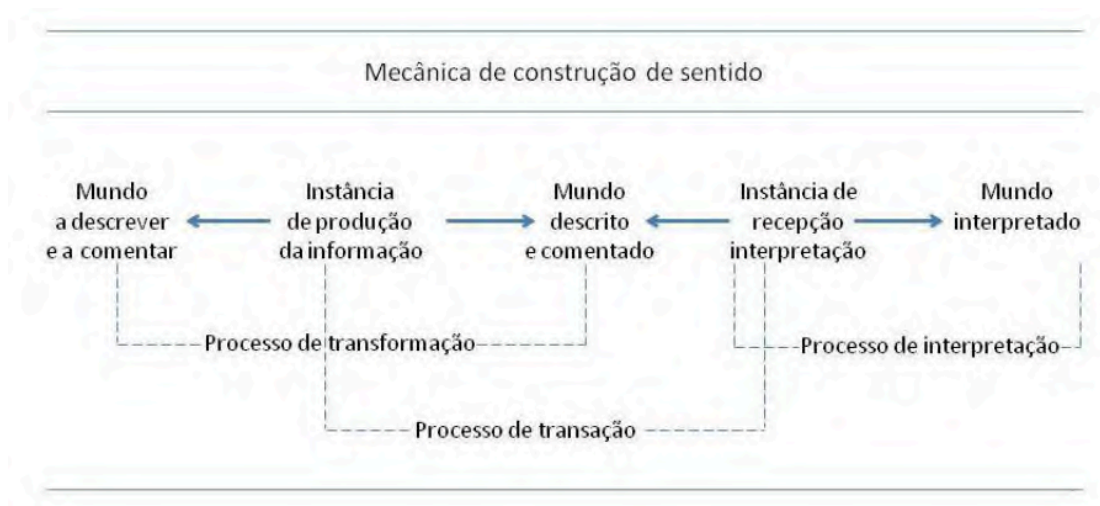 Mecânica de construção de sentido
Mundo
a descrever
e a comentar
Instância
de produção
da informação
Mundo
descrito
e comentado
Instância de
recepção
interpretação
Mundo
interpretado
Processo de transformação
Processo de interpretação
Processo de transação